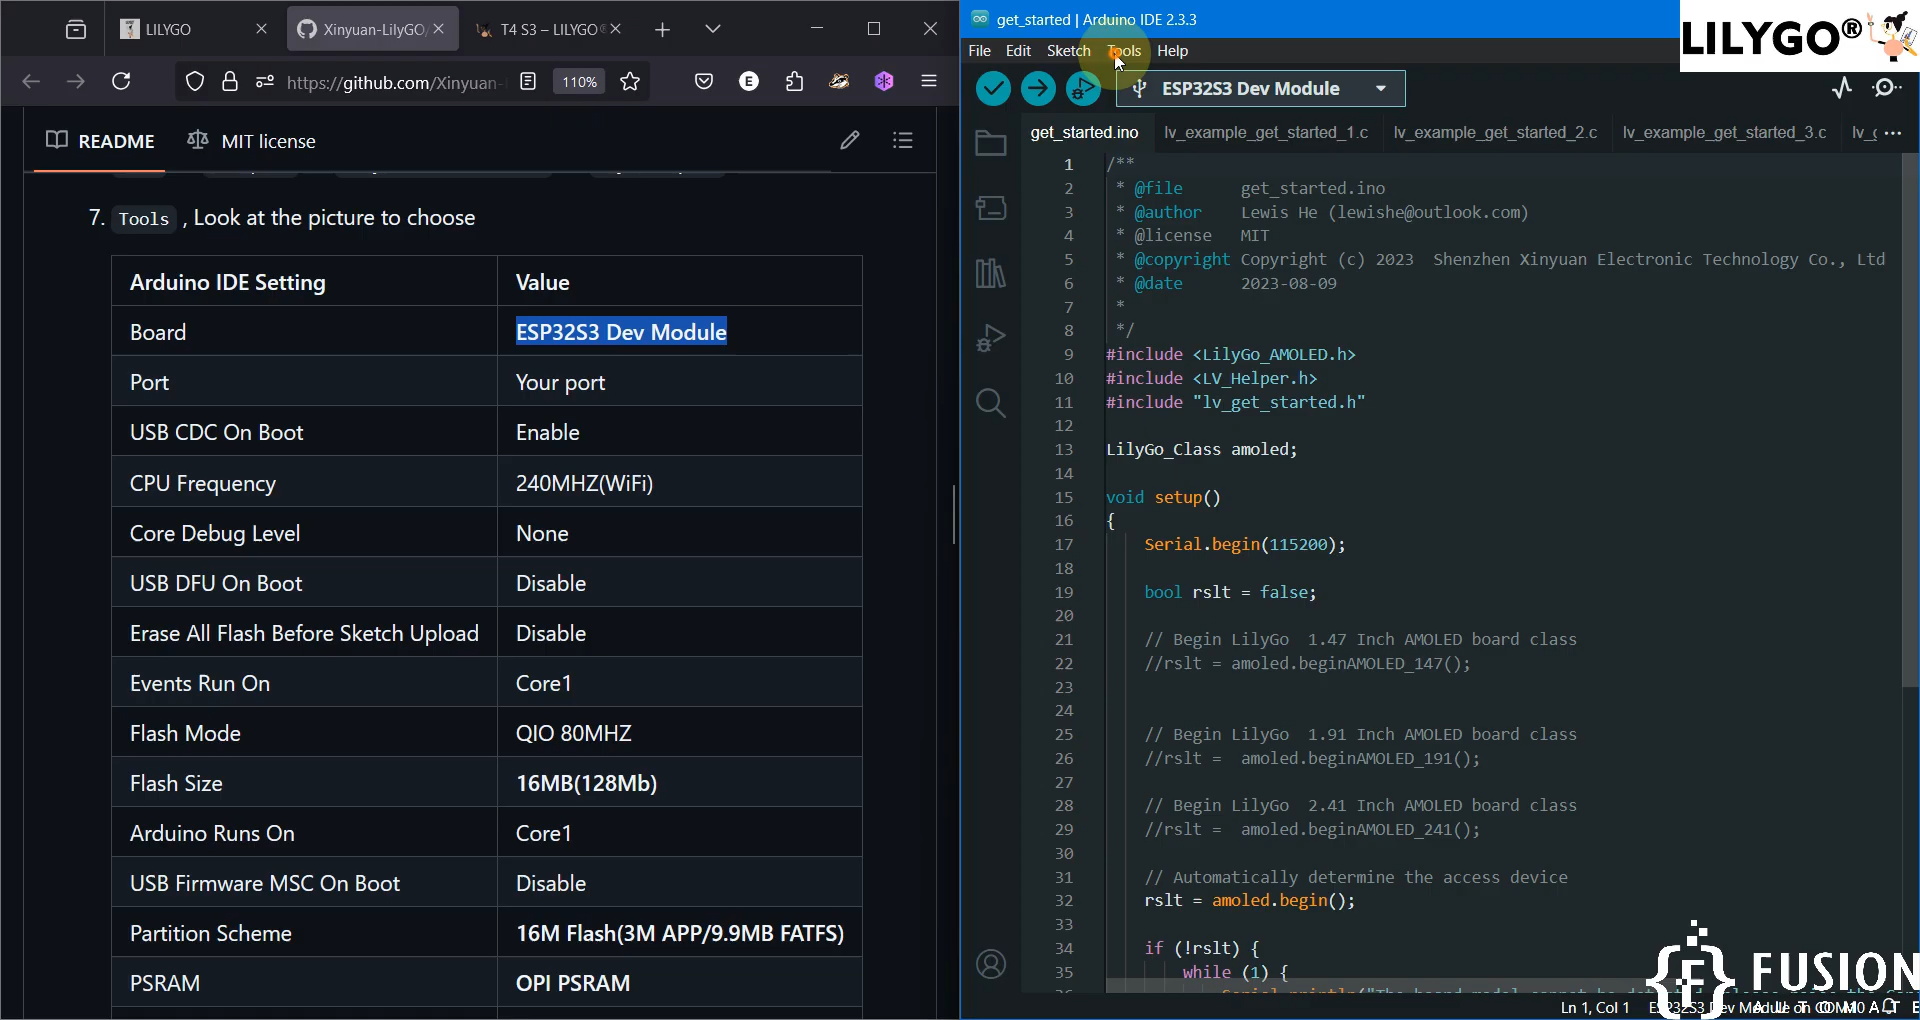 LILYGO
Xinyuan-LilyGO/
T4 S3 – LILYGO®
https://github.com/Xinyuan-
110%
E
README
MIT license
7. Tools , Look at the picture to choose
Arduino IDE Setting Value
Board ESP32S3 Dev Module
Port Your port
USB CDC On Boot Enable
CPU Frequency 240MHZ(WiFi)
Core Debug Level None
USB DFU On Boot Disable
Erase All Flash Before Sketch Upload Disable
Events Run On Core1
Flash Mode QIO 80MHZ
Flash Size 16MB(128Mb)
Arduino Runs On Core1
USB Firmware MSC On Boot Disable
Partition Scheme 16M Flash(3M APP/9.9MB FATFS)
PSRAM OPI PSRAM
get_started | Arduino IDE 2.3.3
LILYGO®
File Edit Sketch Tools Help
ESP32S3 Dev Module
get_started.ino lv_example_get_started_1.c lv_example_get_started_2.c lv_example_get_started_3.c
1 /**
2 * @file get_started.ino
3 * @author Lewis He (lewishe@outlook.com)
4 * @license MIT
5 * @copyright Copyright (c) 2023 Shenzhen Xinyuan Electronic Technology Co., Ltd
6 * @date 2023-08-09
7 *
8 */
9 #include <LilyGo_AMOLED.h>
10 #include <LV_Helper.h>
11 #include "lv_get_started.h"
12
13 LilyGo_Class amoled;
14
15 void setup()
16 {
17 Serial.begin(115200);
18
19 bool rslt = false;
20
21 // Begin LilyGo 1.47 Inch AMOLED board class
22 //rslt = amoled.beginAMOLED_147();
23
24
25 // Begin LilyGo 1.91 Inch AMOLED board class
26 //rslt = amoled.beginAMOLED_191();
27
28 // Begin LilyGo 2.41 Inch AMOLED board class
29 //rslt = amoled.beginAMOLED_241();
30
31 // Automatically determine the access device
32 rslt = amoled.begin();
33
34 if (!rslt) {
35 while (1) {
FUSION
AUTOMATE
Ln 1, Col 1 ESP32S3 Dev Module on COM10